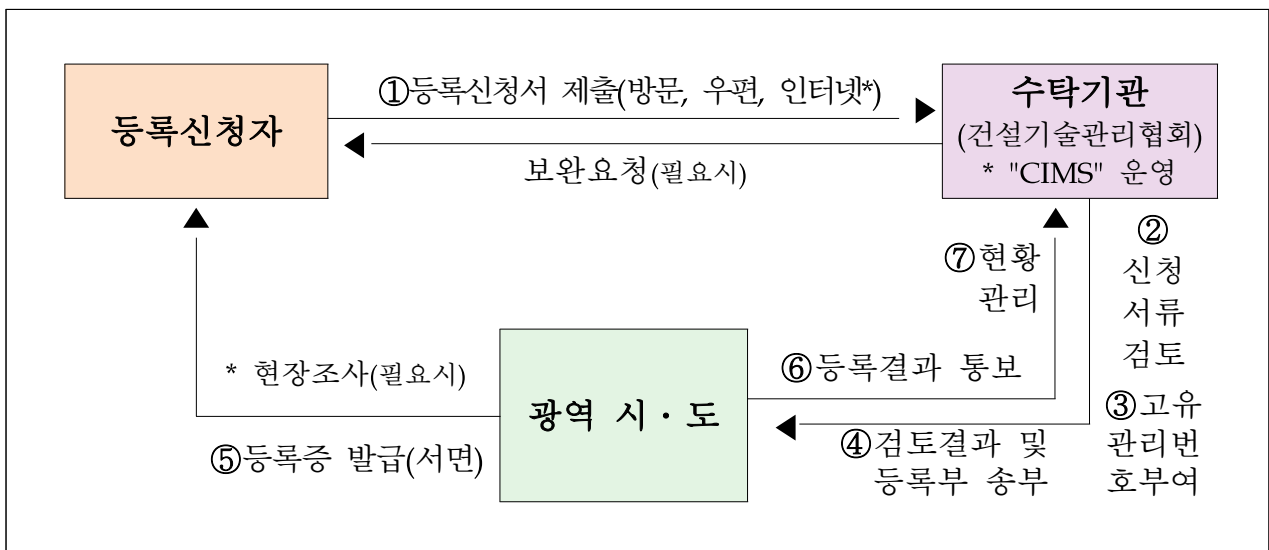 ①등록신청서 제출(방문, 우편, 인터넷*)
등록신청자
수탁기관
(건설기술관리협회)
* "CIMS" 운영
보완요청(필요시)
②
신청
서류
검토
⑦현황
관리
* 현장조사(필요시)
⑥등록결과 통보
광역 시·도
③고유
관리번
호부여
④검토결과 및
등록부 송부
⑤등록증 발급(서면)